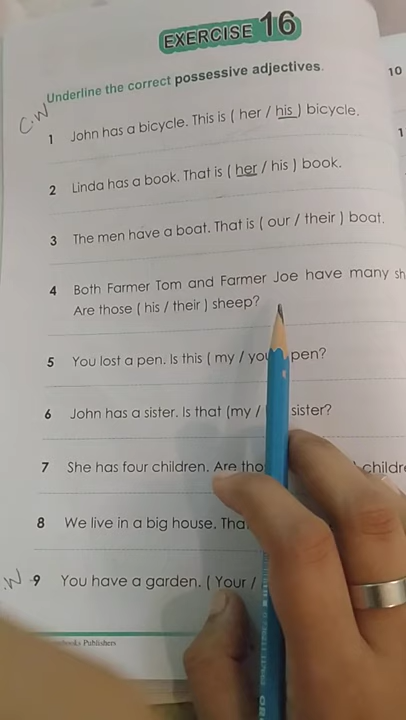 EXERCISE 16
Underline the correct possessive adjectives.
C.W
1 John has a bicycle. This is ( her / his ) bicycle.
2 Linda has a book. That is ( her / his ) book.
3 The men have a boat. That is ( our / their ) boat.
4 Both Farmer Tom and Farmer Joe have many sh
Are those ( his / their ) sheep?
5 You lost a pen. Is this ( my / you pen?
6 John has a sister. Is that (my / sister?
7 She has four children. Are tho childre
8 We live in a big house. Tha
.W 9 You have a garden. ( Your /
Publishers
10
1